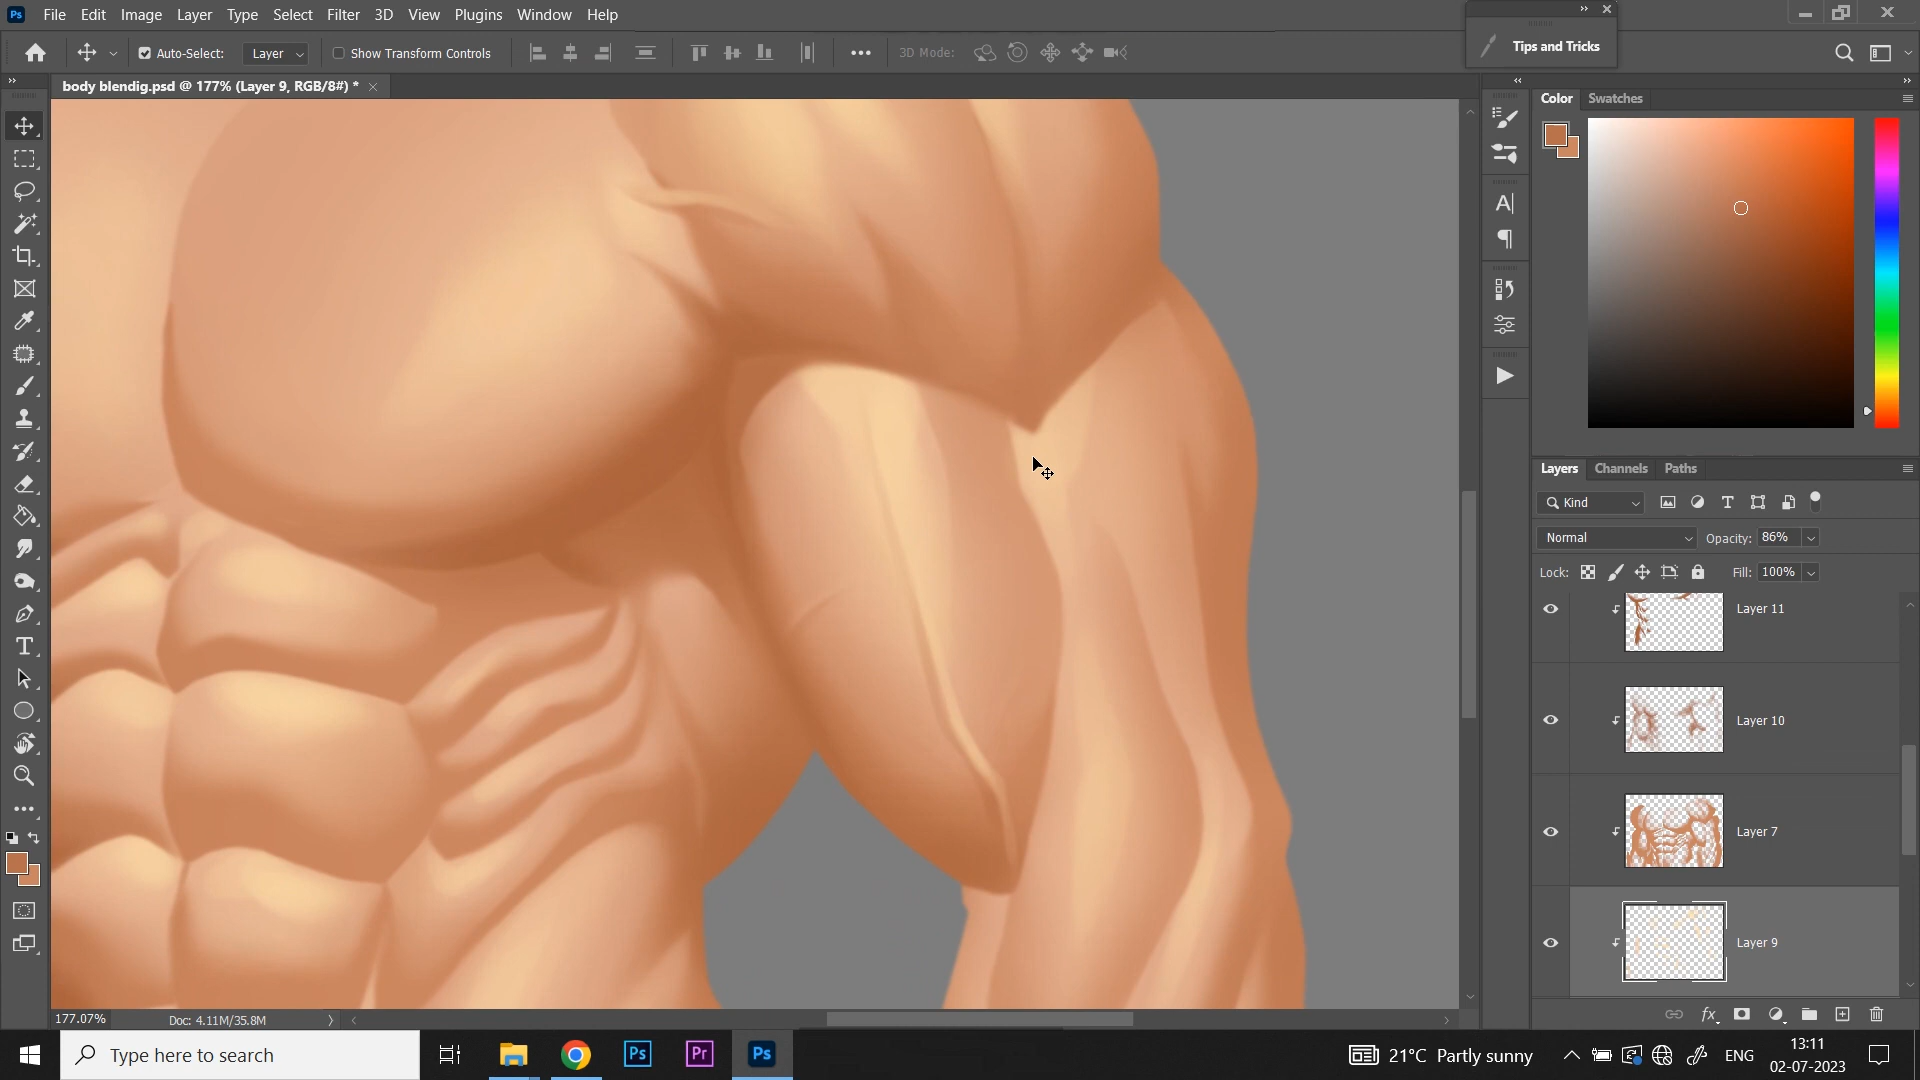 Ps File Edit Image Layer Type Select Filter 3D View Plugins Window Help
Tips and Tricks
Auto-Select: Layer Show Transform Controls 3D Mode:
body blendig.psd @ 177% (Layer 9, RGB/8#) *
Color Swatches
Layers Channels Paths
Kind
Normal Opacity: 86%
Lock: Fill: 100%
Layer 11
Layer 10
Layer 7
Layer 9
177.07% Doc: 4.11M/35.8M
Type here to search
Ps Pr Ps
21°C Partly sunny ENG
13:11
02-07-2023